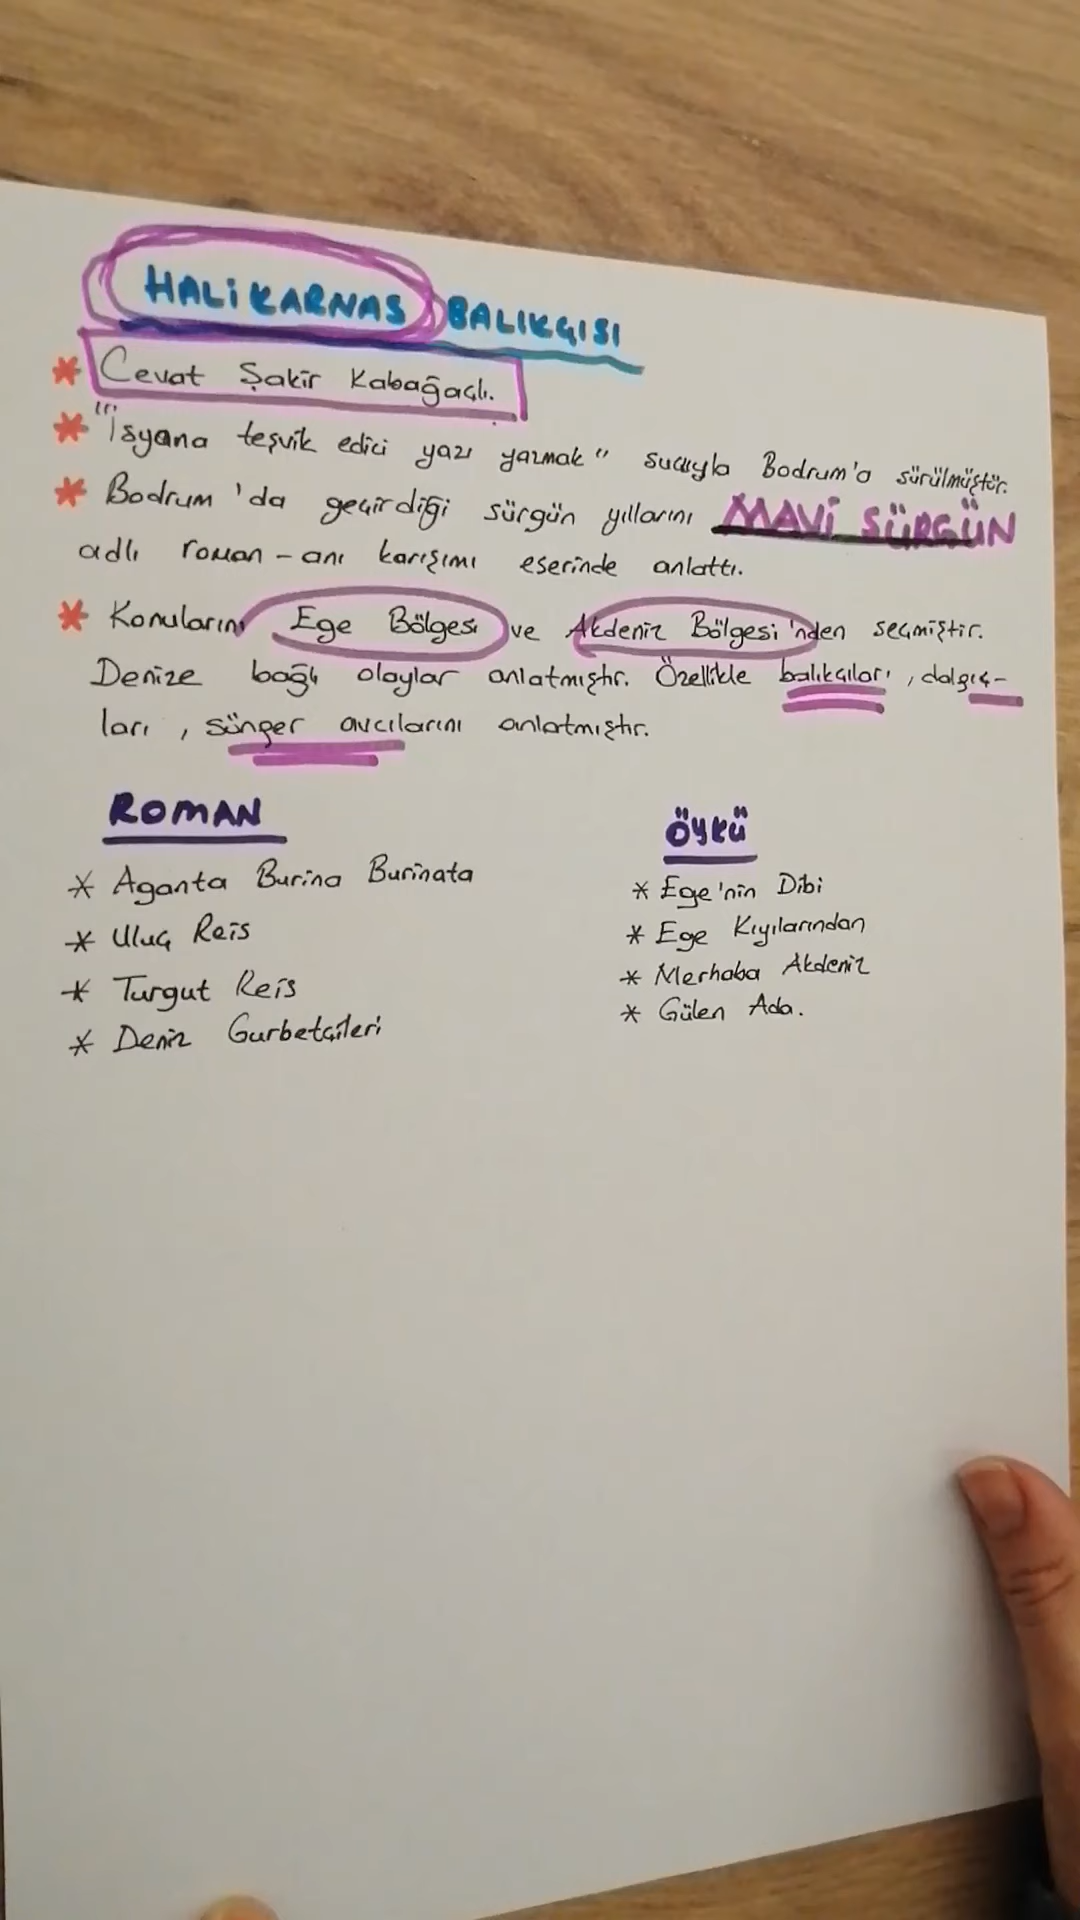 HALİKARNAS BALIKÇISI
* Cevat Şakir Kabağaçlı.
* "İsyana teşvik edici yazı yazmak" suçuyla Bodrum'a sürülmüştür.
* Bodrum'da geçirdiği sürgün yıllarını MAVİ SÜRGÜN
adlı roman-anı karışımı eserinde anlattı.
* Konularını Ege Bölgesi ve Akdeniz Bölgesi'nden seçmiştir.
Denize bağlı olaylar anlatmıştır. Özellikle balıkçıları, dalgıç-
ları, sünger avcılarını anlatmıştır.
ROMAN
* Aganta Burina Burinata
* Uluç Reis
* Turgut Reis
* Deniz Gurbetçileri
ÖYKÜ
* Ege'nin Dibi
* Ege Kıyılarından
* Merhaba Akdeniz
* Gülen Ada.